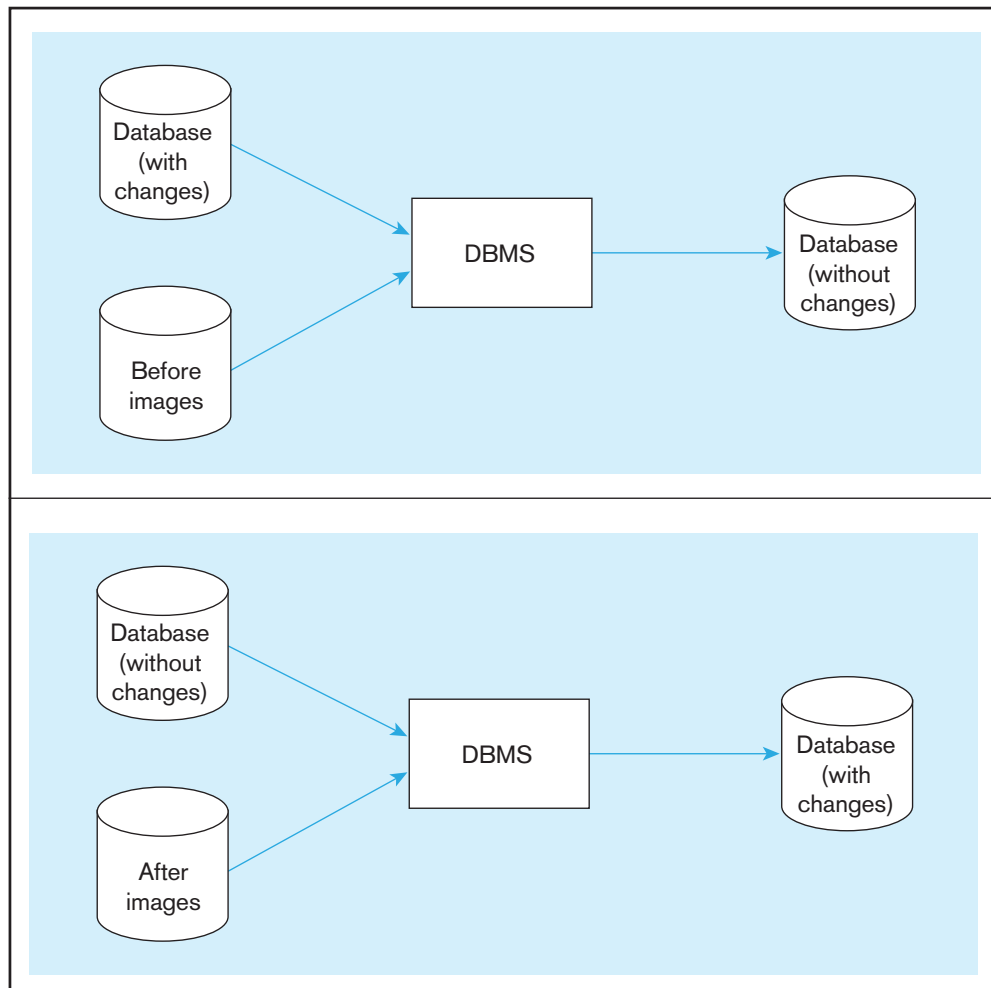 Database
(with
changes)
DBMS
Database
(without
changes)
Before
images
Database
(without
changes)
DBMS
Database
(with
changes)
After
images